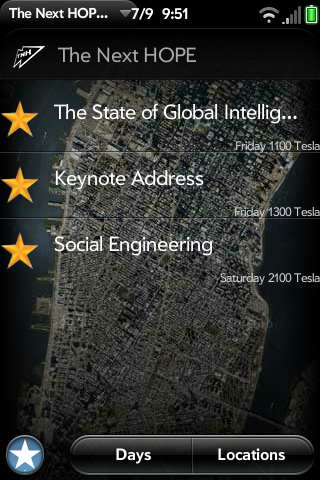 The Next HOP... 7/9 9:51
The Next HOPE
The State of Global Intellig...
Friday 1100 Tesla
Keynote Address
Friday 1300 Tesla
Social Engineering
Saturday 2100 Tesla
Days Locations